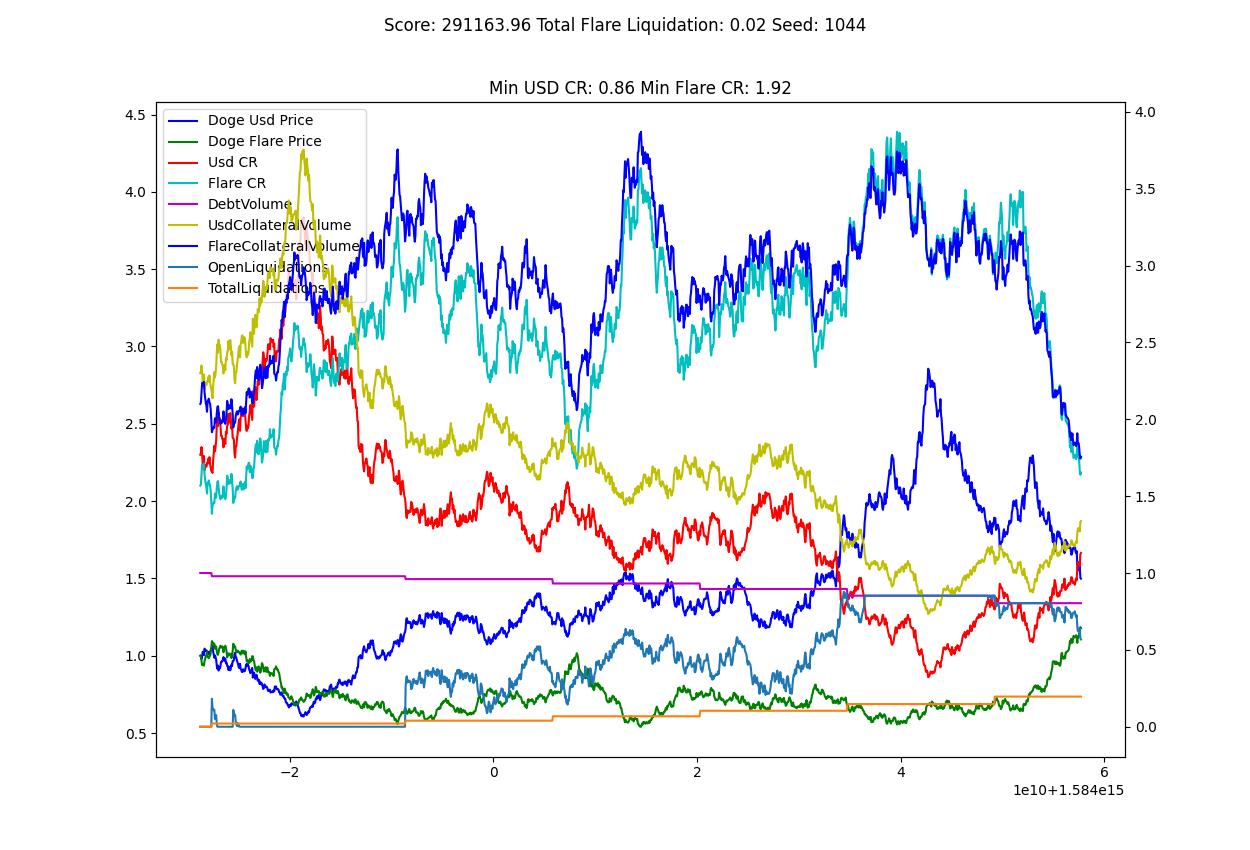 Score: 291163.96 Total Flare Liquidation: 0.02 Seed: 1044
Min USD CR: 0.86 Min Flare CR: 1.92
Doge Usd Price
Doge Flare Price
Usd CR
Flare CR
DebtVolume
UsdCollateralVolume
FlareCollateralVolume
OpenLiquidations
TotalLiquidations
4.5
4.0
3.5
3.0
2.5
2.0
1.5
1.0
0.5
4.0
3.5
3.0
2.5
2.0
1.5
1.0
0.5
0.0
−2
0
2
4
6
1e10+1.584e15